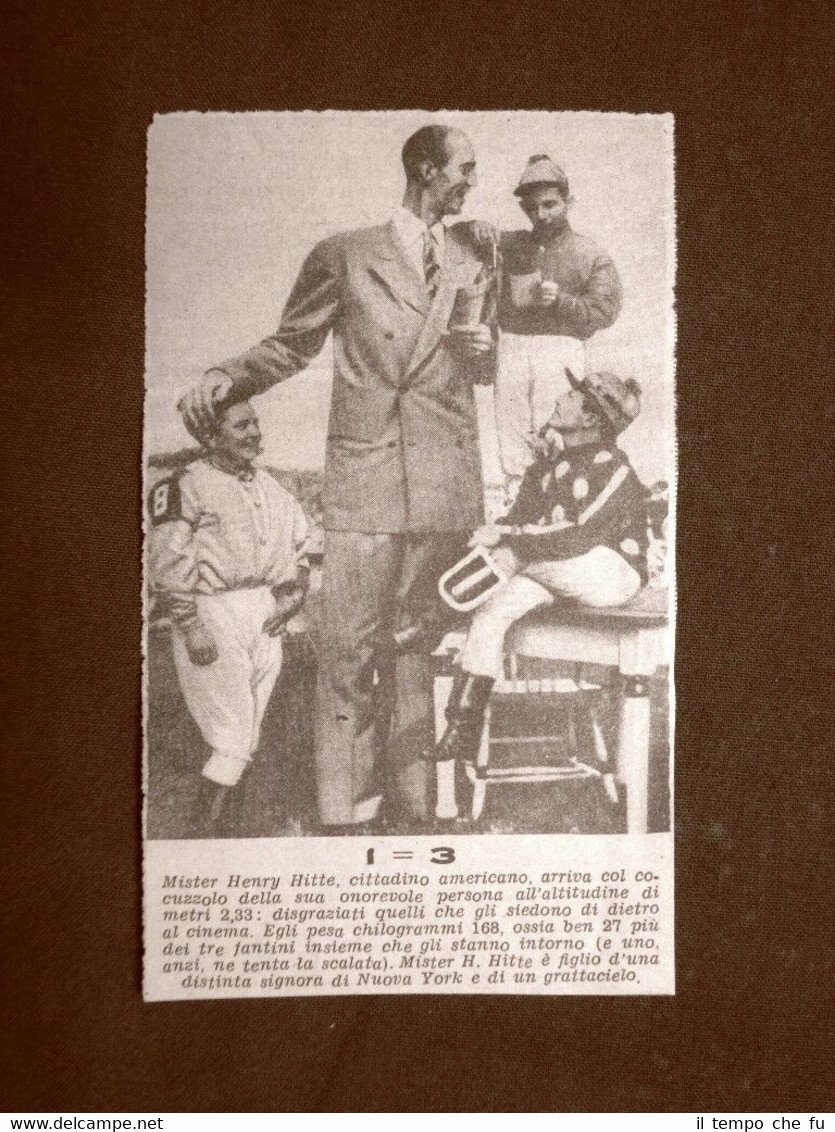 8
1 = 3
Mister Henry Hitte, cittadino americano, arriva col co-
cuzzolo della sua onorevole persona all'altitudine di
metri 2,33: disgraziati quelli che gli siedono di dietro
al cinema. Egli pesa chilogrammi 168, ossia ben 27 più
dei tre fantini insieme che gli stanno intorno (e uno,
anzi, ne tenta la scalata). Mister H. Hitte è figlio d'una
distinta signora di Nuova York e di un grattacielo.
il tempo che fu